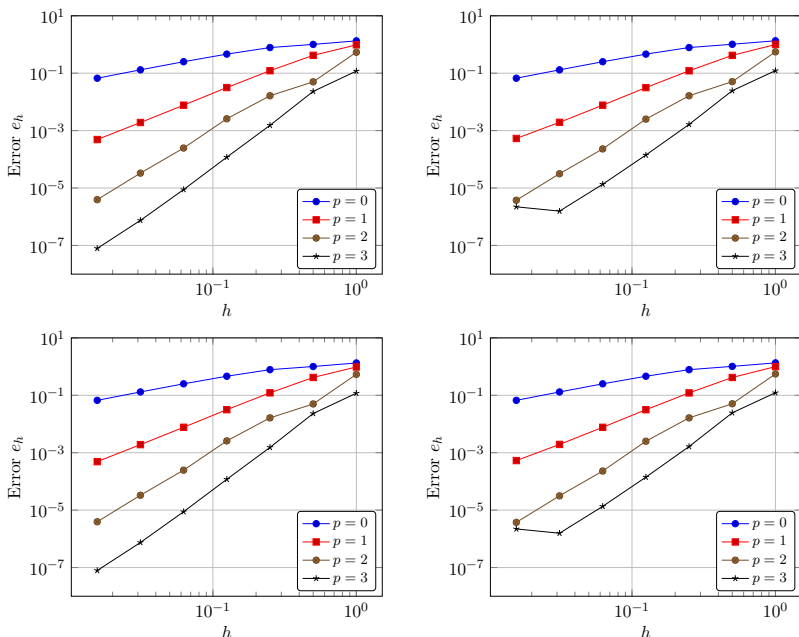 10^1
10^−1
10^−3
10^−5
10^−7
Error e_h
10^−1
10^0
h
p = 0
p = 1
p = 2
p = 3
10^1
10^−1
10^−3
10^−5
10^−7
Error e_h
10^−1
10^0
h
p = 0
p = 1
p = 2
p = 3
10^1
10^−1
10^−3
10^−5
10^−7
Error e_h
10^−1
10^0
h
p = 0
p = 1
p = 2
p = 3
10^1
10^−1
10^−3
10^−5
10^−7
Error e_h
10^−1
10^0
h
p = 0
p = 1
p = 2
p = 3